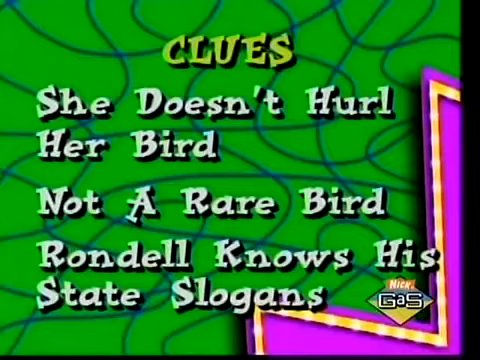 CLUES
She Doesn't Hurl
Her Bird
Not A Rare Bird
Rondell Knows His
State Slogans
Nick
GaS